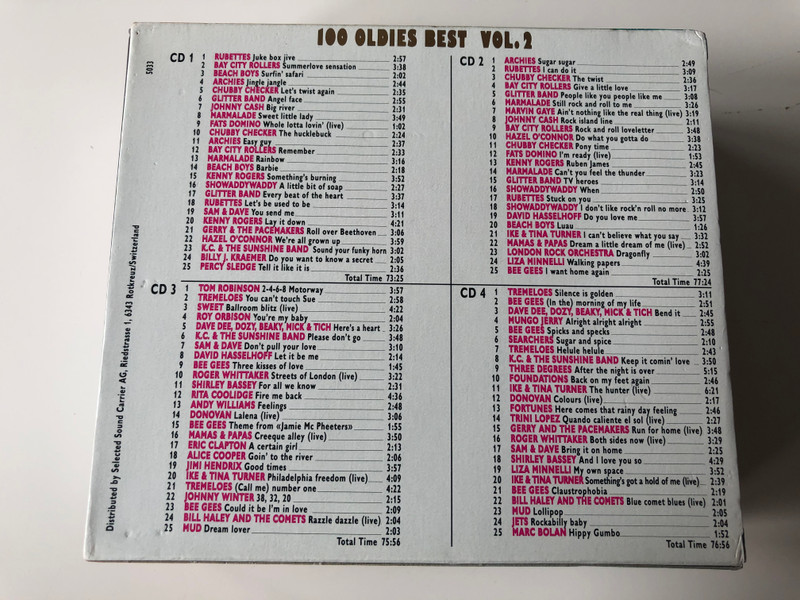 100 OLDIES BEST VOL. 2
5033
Distributed by Selected Sound Carrier AG, Riedstrasse 1, 6343 Rotkreuz/Switzerland
CD 1
1 RUBETTES Juke box jive 2:57
2 BAY CITY ROLLERS Summerlove sensation 3:38
3 BEACH BOYS Surfin' safari 2:02
4 ARCHIES Jingle jangle 2:44
5 CHUBBY CHECKER Let's twist again 2:35
6 GLITTER BAND Angel face 2:55
7 JOHNNY CASH Big river 2:31
8 MARMALADE Sweet little lady 3:49
9 FATS DOMINO Whole lotta lovin' (live) 1:02
10 CHUBBY CHECKER The hucklebuck 2:24
11 ARCHIES Easy guy 2:37
12 BAY CITY ROLLERS Remember 2:33
13 MARMALADE Rainbow 3:16
14 BEACH BOYS Barbie 2:18
15 KENNY ROGERS Something's burning 3:52
16 SHOWADDYWADDY A little bit of soap 2:27
17 GLITTER BAND Every beat of the heart 3:37
18 RUBETTES Let's be used to be 3:14
19 SAM & DAVE You send me 3:11
20 KENNY ROGERS Lay it down 4:21
21 GERRY & THE PACEMAKERS Roll over Beethoven 3:06
22 HAZEL O'CONNOR We're all grown up 3:59
23 K.C. & THE SUNSHINE BAND Sound your funky horn 3:02
24 BILLY J. KRAEMER Do you want to know a secret 2:05
25 PERCY SLEDGE Tell it like it is 2:36
Total Time 73:25
CD 2
1 ARCHIES Sugar sugar 2:49
2 RUBETTES I can do it 3:09
3 CHUBBY CHECKER The twist 2:36
4 BAY CITY ROLLERS Give a little love 3:17
5 GLITTER BAND People like you people like me 3:08
6 MARMALADE Still rock and roll to me 3:26
7 MARVIN GAYE Ain't nothing like the real thing (live) 3:19
8 JOHNNY CASH Rock island line 2:11
9 BAY CITY ROLLERS Rock and roll loveletter 3:48
10 HAZEL O'CONNOR Do what you gotta do 3:38
11 CHUBBY CHECKER Pony time 2:23
12 FATS DOMINO I'm ready (live) 1:53
13 KENNY ROGERS Ruben James 2:45
14 MARMALADE Can't you feel the thunder 3:23
15 GLITTER BAND TV heroes 3:14
16 SHOWADDYWADDY When 2:50
17 RUBETTES Stuck on you 3:25
18 SHOWADDYWADDY I don't like rock'n roll no more 3:12
19 DAVID HASSELHOFF Do you love me 3:57
20 BEACH BOYS Luau 1:26
21 IKE & TINA TURNER I can't believe what you say 3:32
22 MAMAS & PAPAS Dream a little dream of me (live) 2:52
23 LONDON ROCK ORCHESTRA Dragonfly 3:02
24 LIZA MINNELLI Walking papers 4:39
25 BEE GEES I want home again 2:25
Total Time 77:24
CD 3
1 TOM ROBINSON 2-4-6-8 Motorway 3:57
2 TREMELOES You can't touch Sue 2:58
3 SWEET Ballroom blitz (live) 4:22
4 ROY ORBISON You're my baby 2:04
5 DAVE DEE, DOZY, BEAKY, MICK & TICH Here's a heart 3:26
6 K.C. & THE SUNSHINE BAND Please don't go 3:48
7 SAM & DAVE Don't pull your love 3:10
8 DAVID HASSELHOFF Let it be me 2:14
9 BEE GEES Three kisses of love 1:45
10 ROGER WHITTAKER Streets of London (live) 3:22
11 SHIRLEY BASSEY For all we know 2:31
12 RITA COOLIDGE Fire me back 4:36
13 ANDY WILLIAMS Feelings 2:48
14 DONOVAN Lalena (live) 3:06
15 BEE GEES Theme from «Jamie Mc Pheeters» 1:55
16 MAMAS & PAPAS Creeque alley (live) 3:50
17 ERIC CLAPTON A certain girl 2:13
18 ALICE COOPER Goin' to the river 2:06
19 JIMI HENDRIX Good times 3:57
20 IKE & TINA TURNER Philadelphia freedom (live) 4:09
21 TREMELOES (Call me) number one 4:22
22 JOHNNY WINTER 38, 32, 20 2:15
23 BEE GEES Could it be I'm in love 2:09
24 BILL HALEY AND THE COMETS Razzle dazzle (live) 2:04
25 MUD Dream lover 2:03
Total Time 75:56
CD 4
1 TREMELOES Silence is golden 3:11
2 BEE GEES (In the) morning of my life 2:51
3 DAVE DEE, DOZY, BEAKY, MICK & TICH Bend it 2:45
4 MUNGO JERRY Alright alright alright 2:55
5 BEE GEES Spicks and specks 2:48
6 SEARCHERS Sugar and spice 2:10
7 TREMELOES Helule helule 2:43
8 K.C. & THE SUNSHINE BAND Keep it comin' love 3:50
9 THREE DEGREES After the night is over 5:15
10 FOUNDATIONS Back on my feet again 2:46
11 IKE & TINA TURNER The hunter (live) 6:21
12 DONOVAN Colours (live) 2:17
13 FORTUNES Here comes that rainy day feeling 2:46
14 TRINI LOPEZ Quando caliente el sol (live) 2:27
15 GERRY AND THE PACEMAKERS Run for home (live) 3:48
16 ROGER WHITTAKER Both sides now (live) 3:29
17 SAM & DAVE Bring it on home 2:25
18 SHIRLEY BASSEY And I love you so 4:29
19 LIZA MINNELLI My own space 3:52
20 IKE & TINA TURNER Something's got a hold of me (live) 2:39
21 BEE GEES Claustrophobia 2:19
22 BILL HALEY AND THE COMETS Blue comet blues (live) 2:01
23 MUD Lollipop 2:05
24 JETS Rockabilly baby 2:04
25 MARC BOLAN Hippy Gumbo 1:52
Total Time 76:56